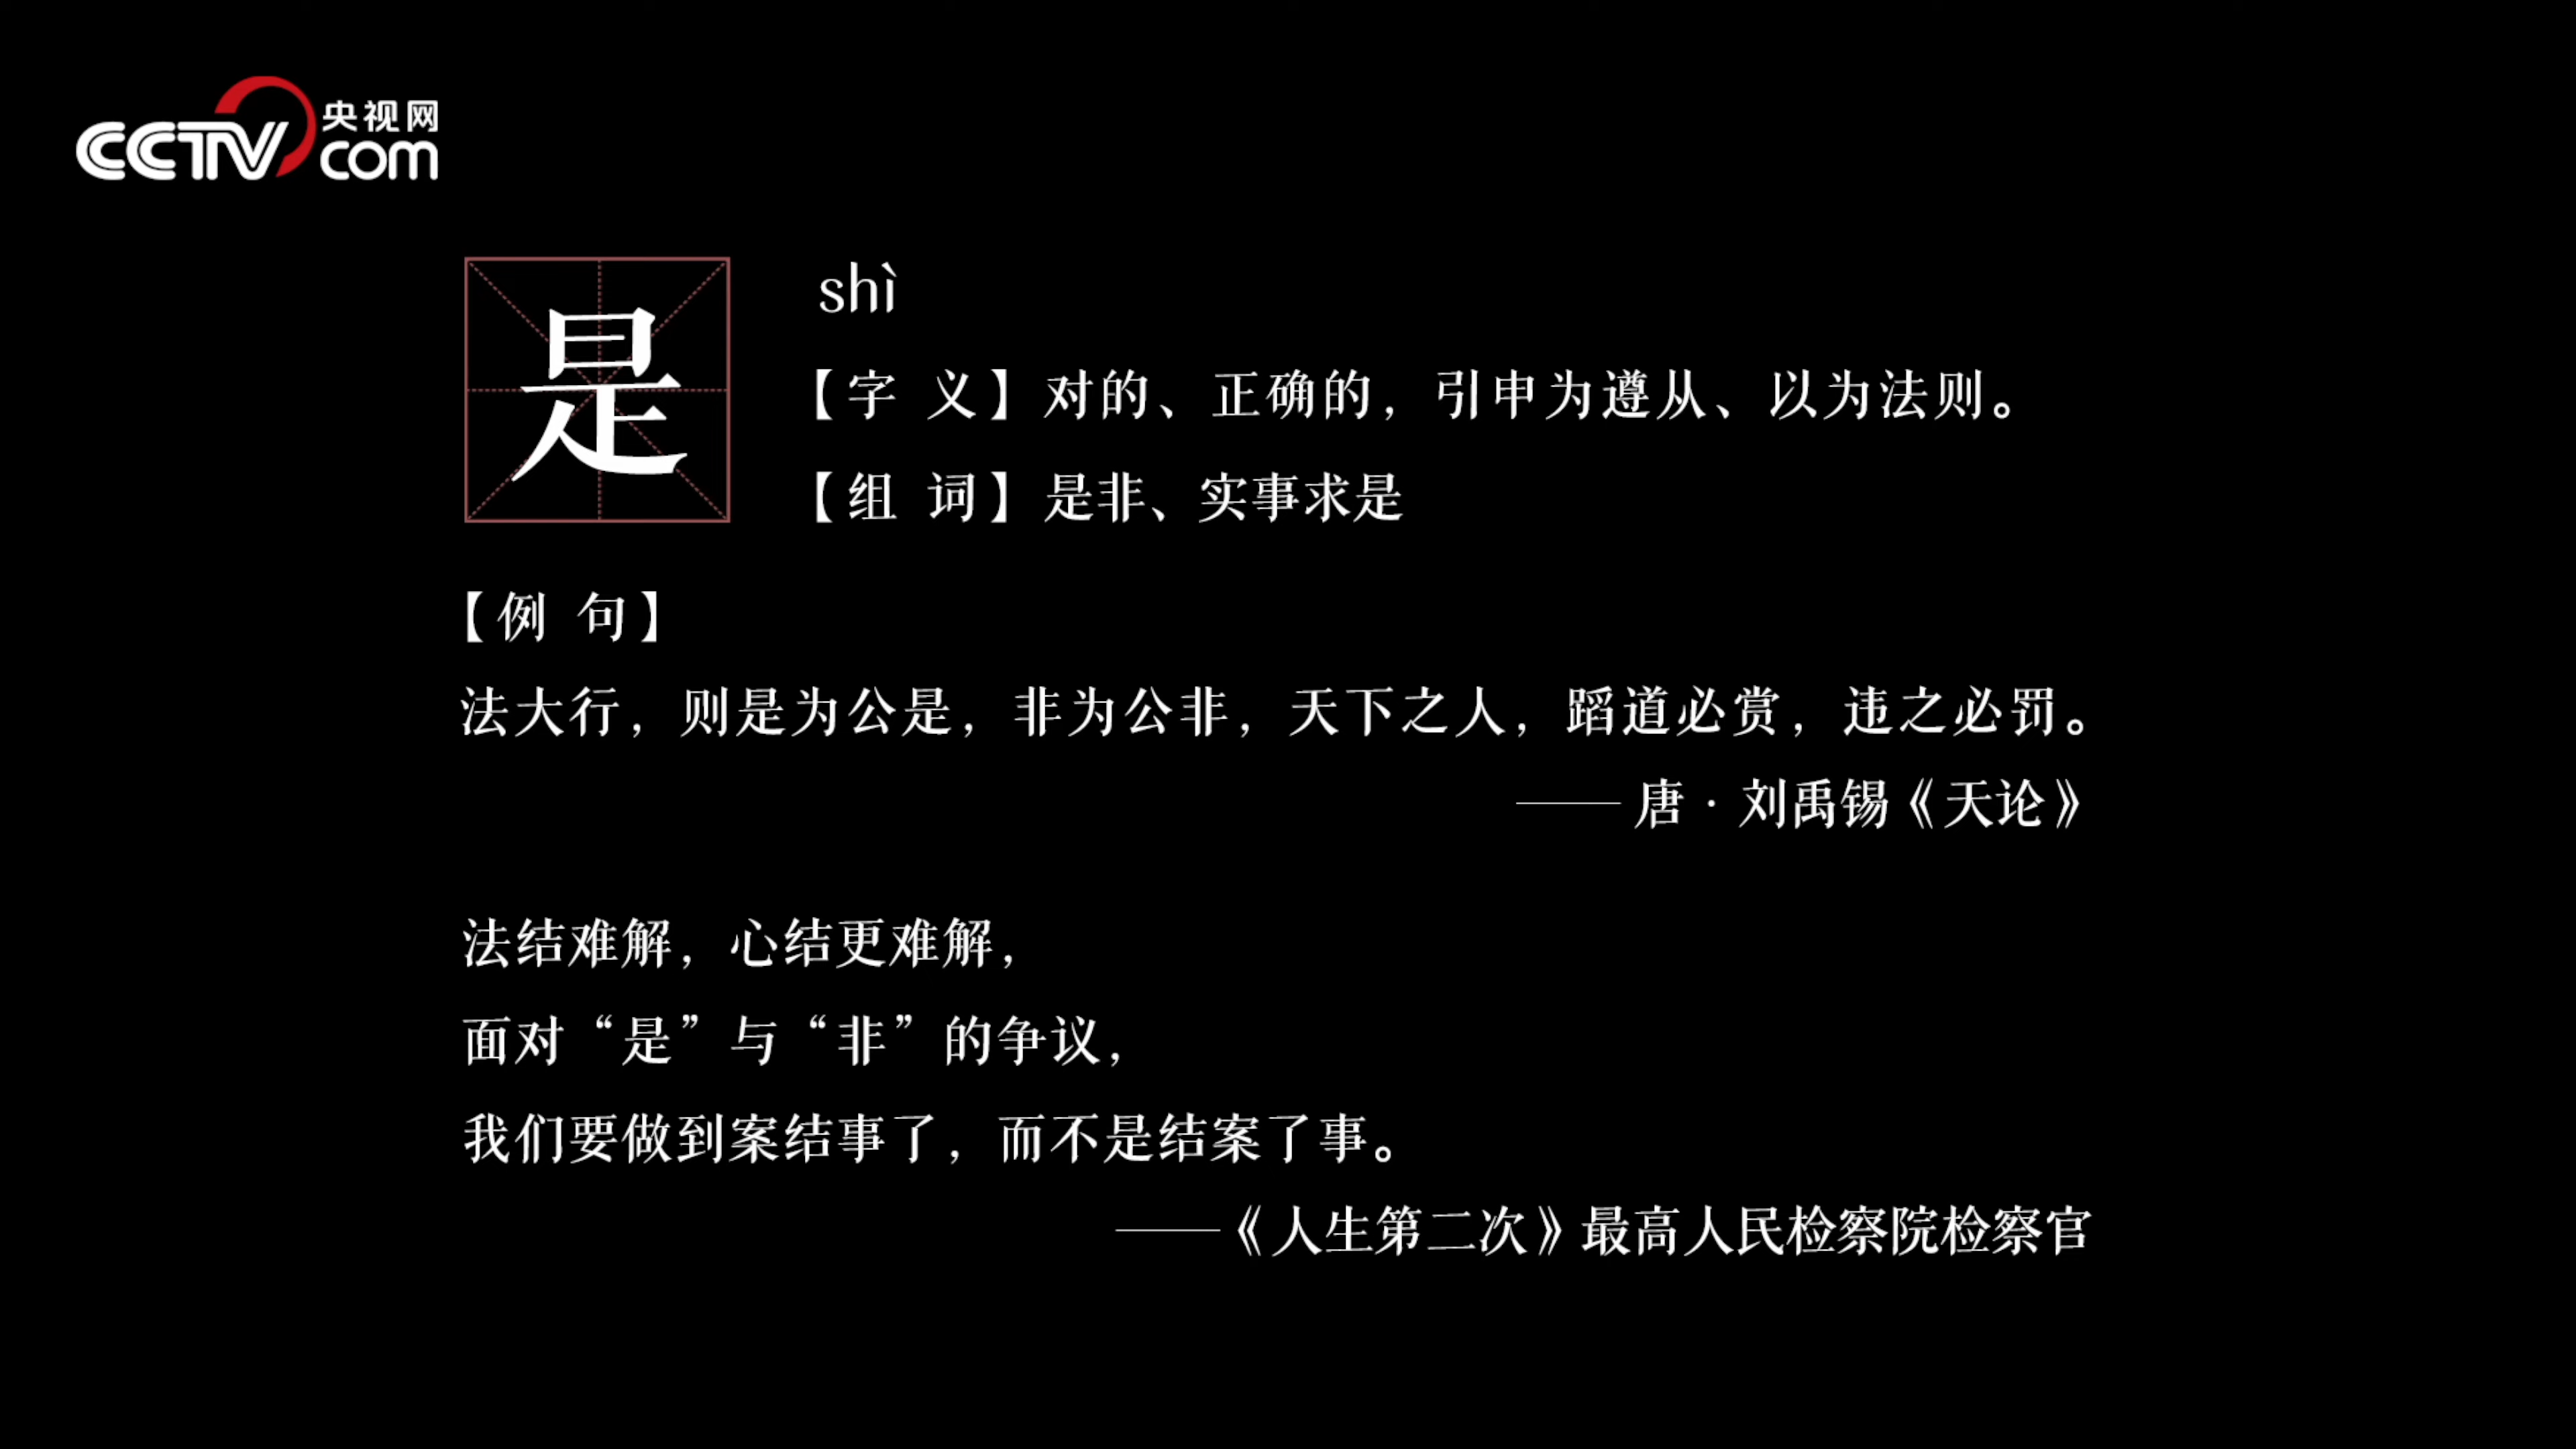 CCTV 央视网
com
是
shì
【字 义】对的、正确的，引申为遵从、以为法则。
【组 词】是非、实事求是
【例 句】
法大行，则是为公是，非为公非，天下之人，蹈道必赏，违之必罚。
—— 唐·刘禹锡《天论》
法结难解，心结更难解，
面对“是”与“非”的争议，
我们要做到案结事了，而不是结案了事。
——《人生第二次》最高人民检察院检察官